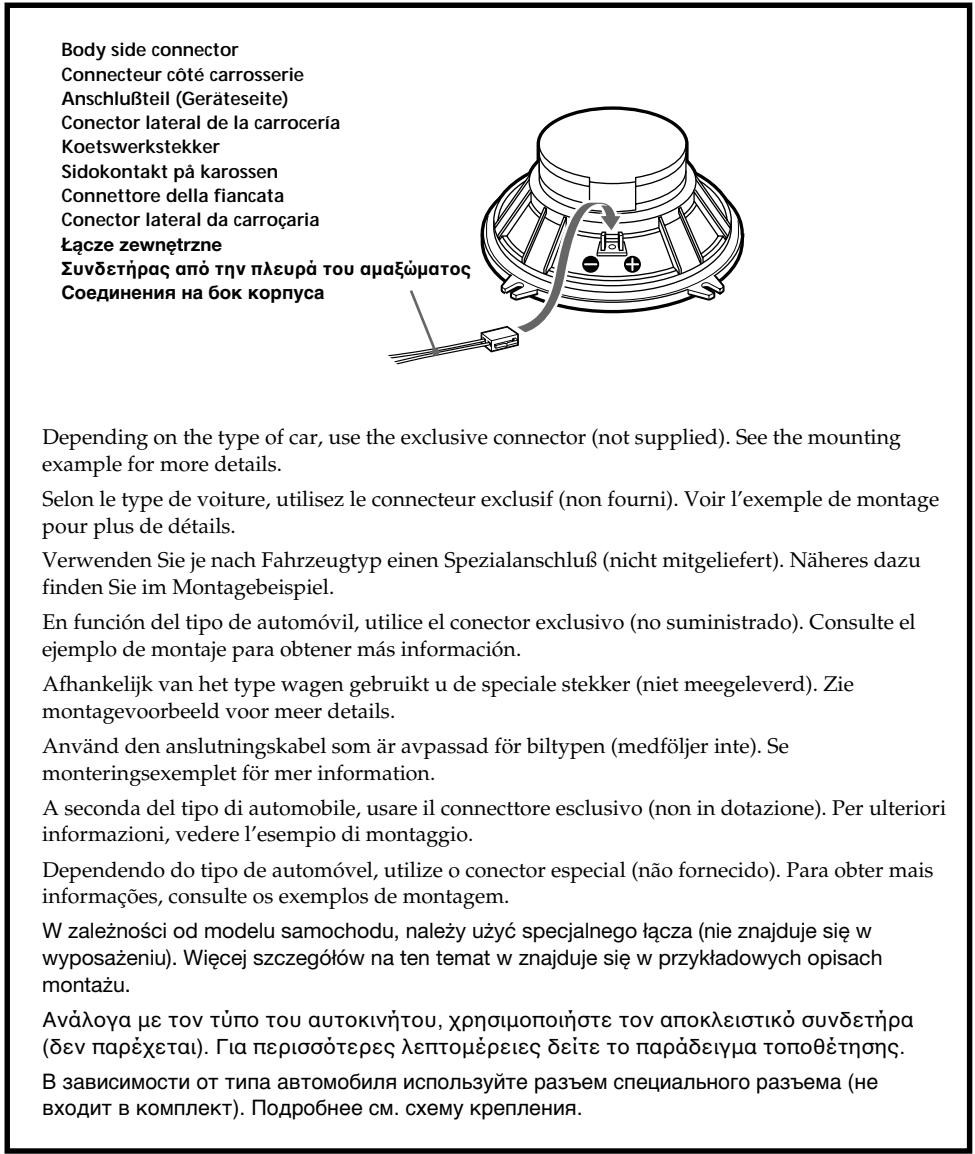 Body side connector
Connecteur côté carrosserie
Anschlußteil (Geräteseite)
Conector lateral de la carrocería
Koetswerkstekker
Sidokontakt på karossen
Connettore della fiancata
Conector lateral da carroçaria
Łącze zewnętrzne
Συνδετήρας από την πλευρά του αμαξώματος
Соединения на бок корпуса
− +
Depending on the type of car, use the exclusive connector (not supplied). See the mounting
example for more details.
Selon le type de voiture, utilisez le connecteur exclusif (non fourni). Voir l’exemple de montage
pour plus de détails.
Verwenden Sie je nach Fahrzeugtyp einen Spezialanschluß (nicht mitgeliefert). Näheres dazu
finden Sie im Montagebeispiel.
En función del tipo de automóvil, utilice el conector exclusivo (no suministrado). Consulte el
ejemplo de montaje para obtener más información.
Afhankelijk van het type wagen gebruikt u de speciale stekker (niet meegeleverd). Zie
montagevoorbeeld voor meer details.
Använd den anslutningskabel som är avpassad för biltypen (medföljer inte). Se
monteringsexemplet för mer information.
A seconda del tipo di automobile, usare il connecttore esclusivo (non in dotazione). Per ulteriori
informazioni, vedere l’esempio di montaggio.
Dependendo do tipo de automóvel, utilize o conector especial (não fornecido). Para obter mais
informações, consulte os exemplos de montagem.
W zależności od modelu samochodu, należy użyć specjalnego łącza (nie znajduje się w
wyposażeniu). Więcej szczegółów na ten temat w znajduje się w przykładowych opisach
montażu.
Ανάλογα με τον τύπο του αυτοκινήτου, χρησιμοποιήστε τον αποκλειστικό συνδετήρα
(δεν παρέχεται). Για περισσότερες λεπτομέρειες δείτε το παράδειγμα τοποθέτησης.
В зависимости от типа автомобиля используйте разъем специального разъема (не
входит в комплект). Подробнее см. схему крепления.